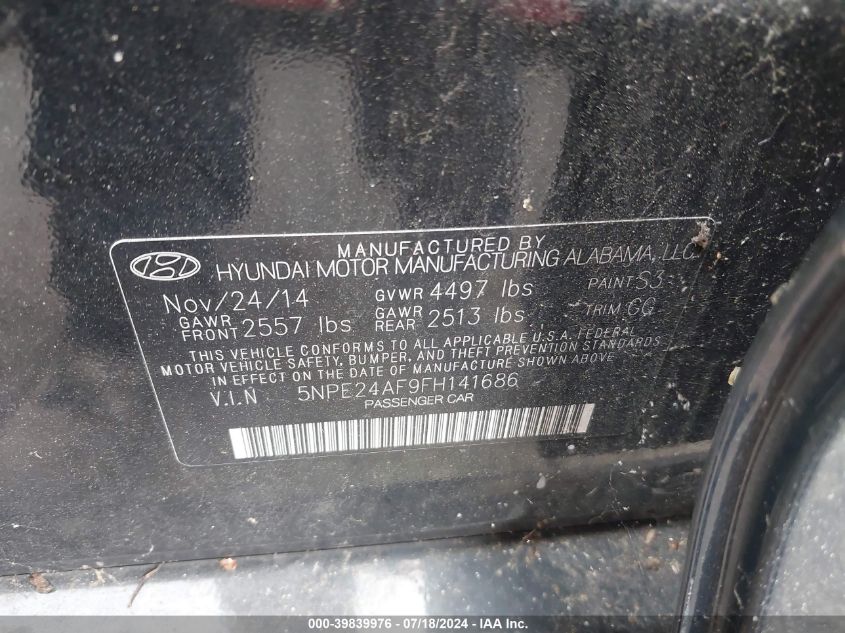 MANUFACTURED BY
HYUNDAI MOTOR MANUFACTURING ALABAMA, LLC
Nov/24/14 GVWR 4497 lbs PAINT S3
GAWR FRONT 2557 lbs GAWR REAR 2513 lbs TRIM GG
THIS VEHICLE CONFORMS TO ALL APPLICABLE U.S.A. FEDERAL
MOTOR VEHICLE SAFETY, BUMPER, AND THEFT PREVENTION STANDARDS
IN EFFECT ON THE DATE OF MANUFACTURE SHOWN ABOVE
V.I.N 5NPE24AF9FH141686
PASSENGER CAR
000-39839976 / 07/18/2024 - IAA Inc.